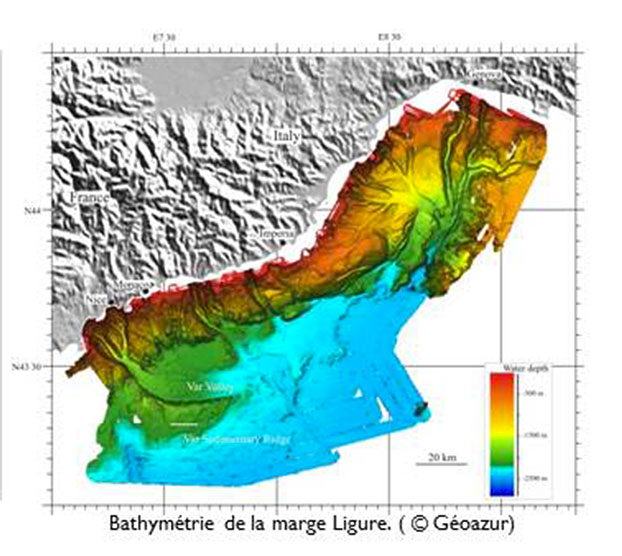 E7 30
E8 30
Genova
Italy
France
N44
Imperia
Monaco
Nice
N43 30
Water depth
-500 m
-1500 m
-2500 m
Var Valley
Var Sedimentary Ridge
20 km
Bathymétrie de la marge Ligure. ( © Géoazur)